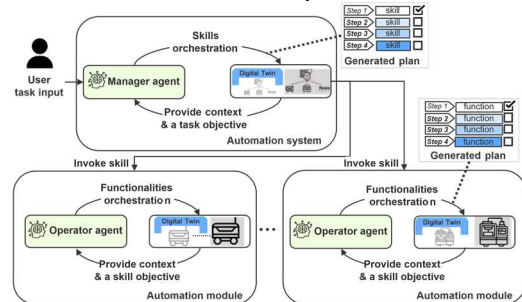 Step 1 skill
Step 2 skill
Step 3 skill
Step 4 skill
Generated plan
Skills
orchestration
User
task input
Manager agent
Digital Twin
Provide context
& a task objective
Automation system
Step 1 function
Step 2 function
Step 3 function
Step 4 function
Generated plan
Invoke skill
Invoke skill
Functionalities
orchestration
Operator agent
Digital Twin
Provide context
& a skill objective
Automation module
...
Functionalities
orchestration
Operator agent
Digital Twin
Provide context
& a skill objective
Automation module